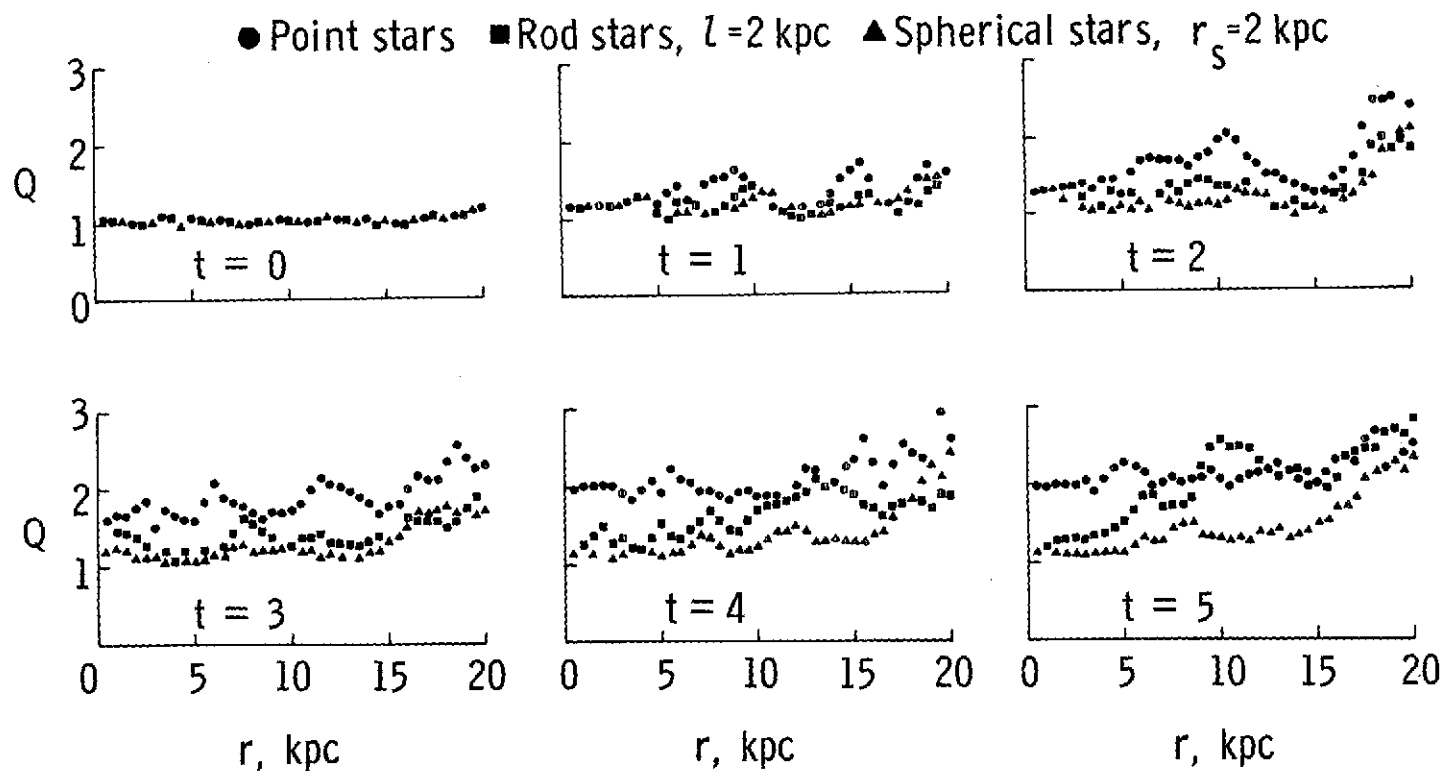 ● Point stars ■ Rod stars, l = 2 kpc ▲ Spherical stars, r_s = 2 kpc
3
2
Q
1
0
t = 0
t = 1
t = 2
3
2
Q
1
t = 3
t = 4
t = 5
0 5 10 15 20
0 5 10 15 20
0 5 10 15 20
r, kpc
r, kpc
r, kpc